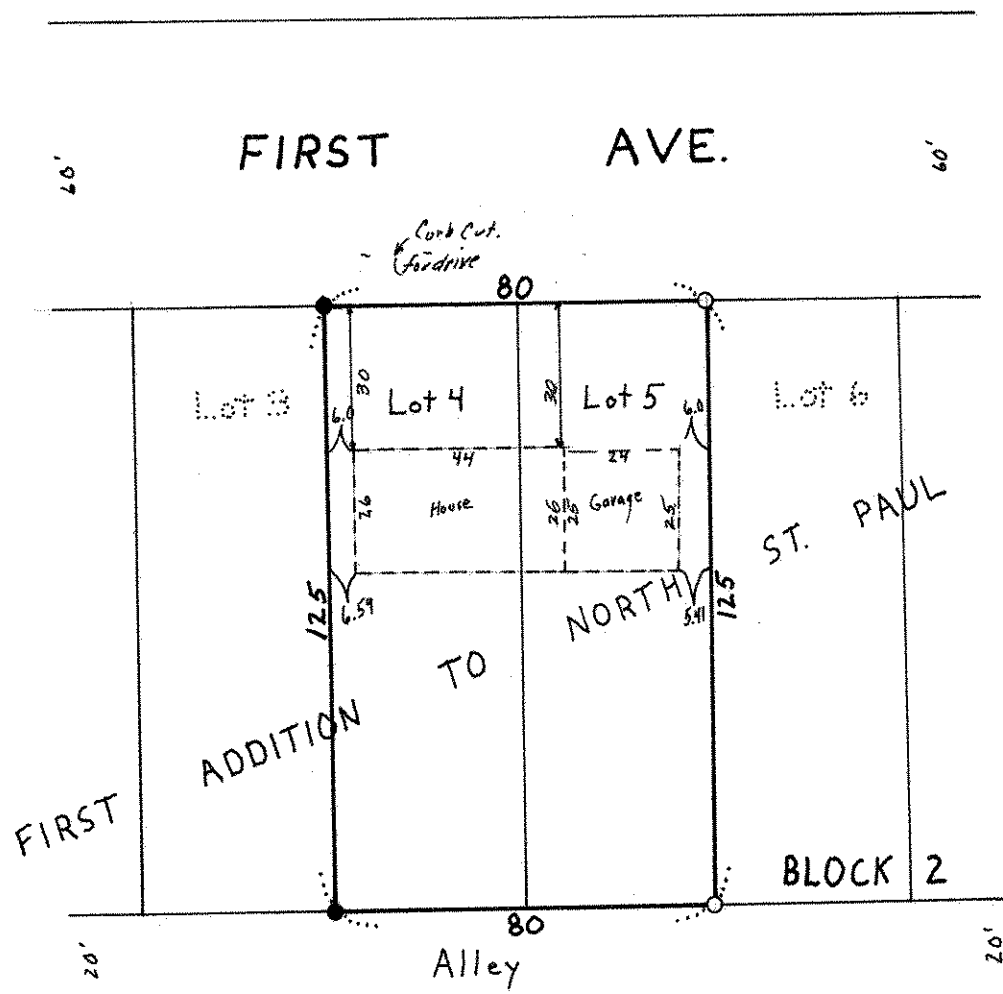 FIRST AVE.
60'
60'
Curb Cut.
for drive
80
Lot 3
Lot 4
Lot 5
Lot 6
30
30
6.0
6.0
44
24
26
House
26
25
Garage
25
6.59
5.41
125
125
FIRST ADDITION TO NORTH ST. PAUL
BLOCK 2
80
20'
20'
Alley